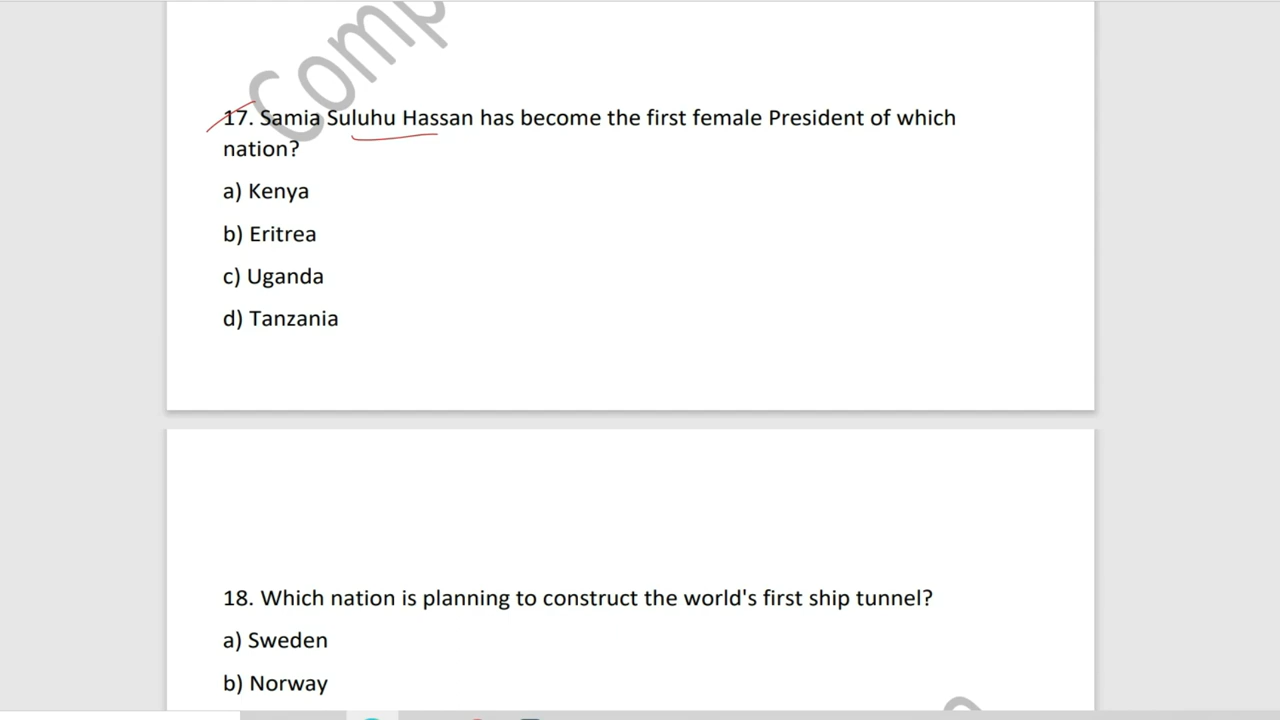 Comp
17. Samia Suluhu Hassan has become the first female President of which
nation?
a) Kenya
b) Eritrea
c) Uganda
d) Tanzania
18. Which nation is planning to construct the world's first ship tunnel?
a) Sweden
b) Norway